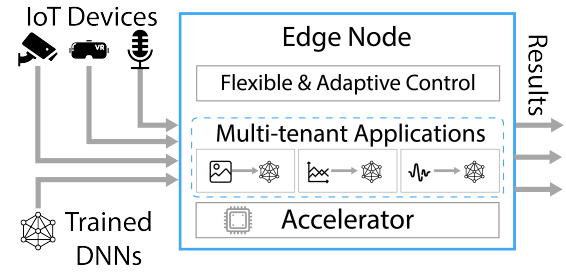 IoT Devices
VR
Edge Node
Flexible & Adaptive Control
Multi-tenant Applications
Accelerator
Trained
DNNs
Results